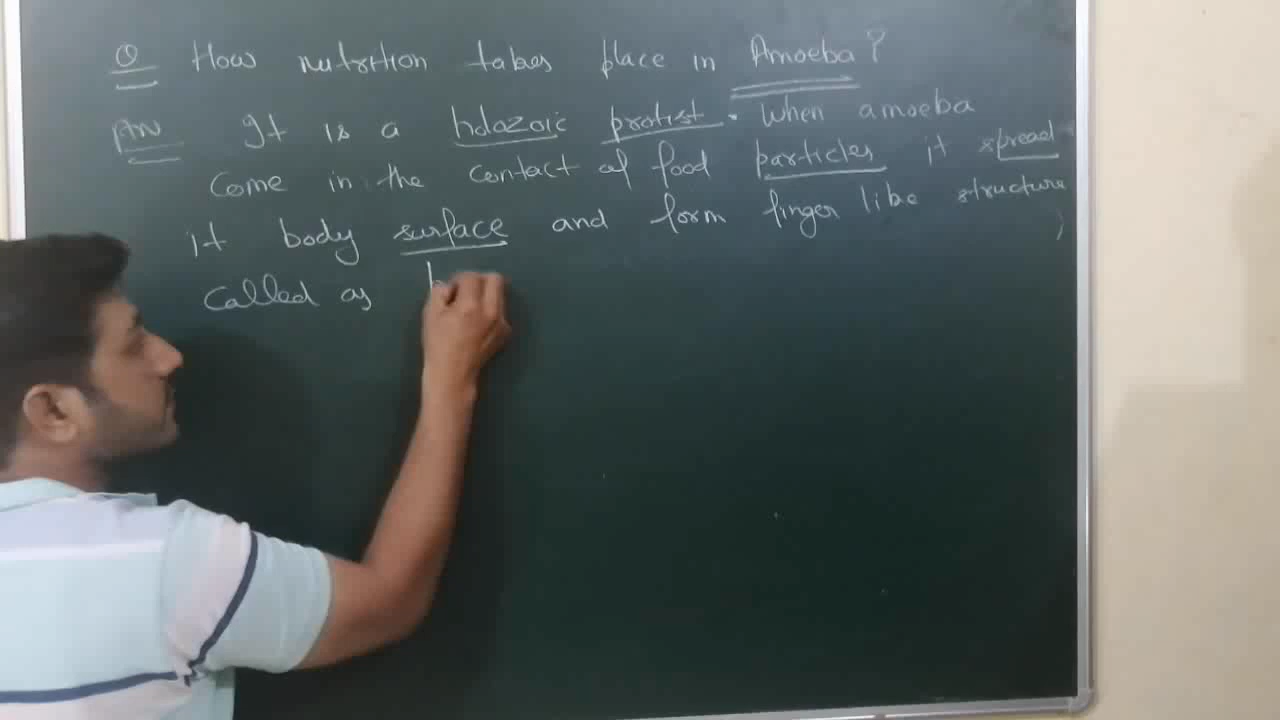 Q How nutrition takes place in Amoeba?
An It is a holozoic protist. When amoeba
come in the contact of food particles it spread
it body surface and form finger like structure
called as